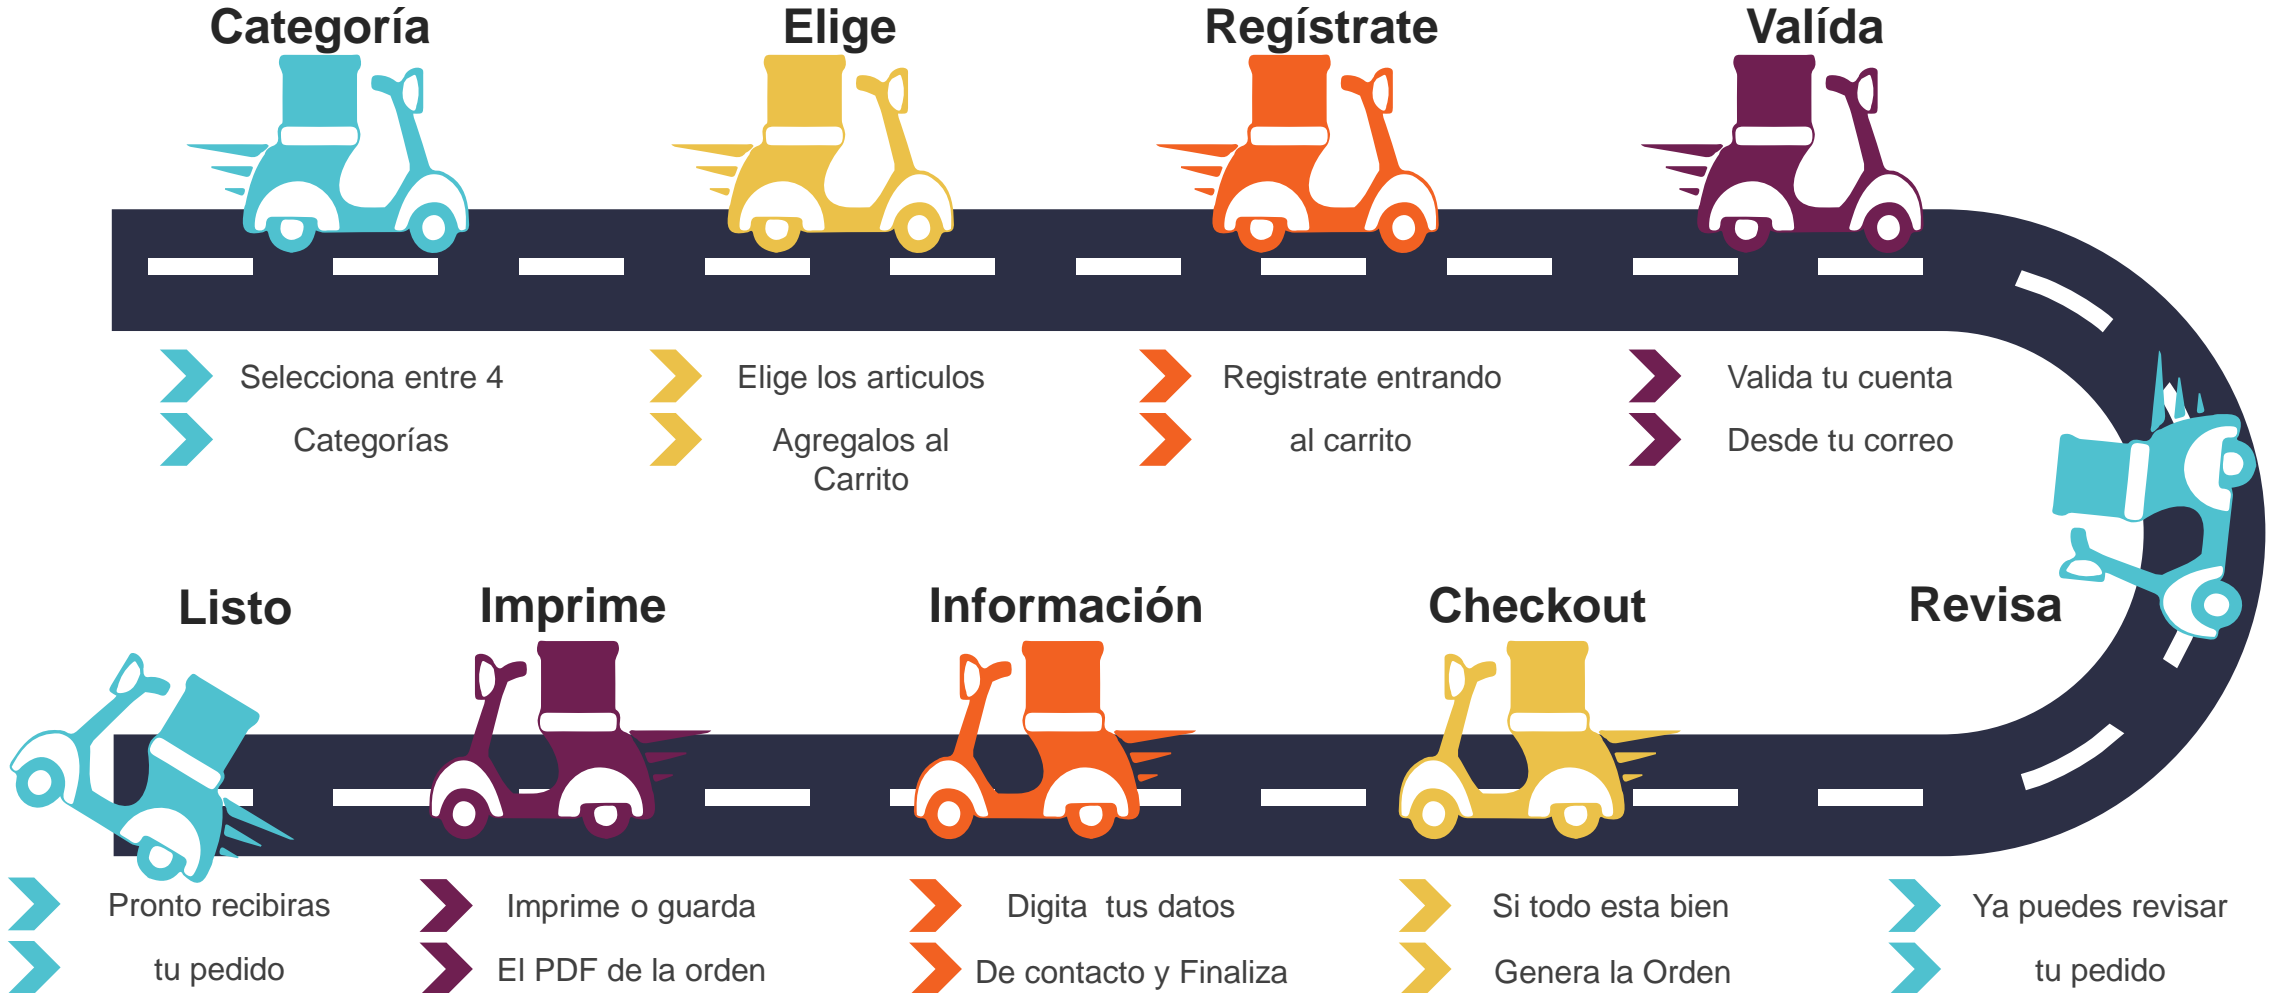 Categoría
Elige
Regístrate
Valída
Selecciona entre 4
Categorías
Elige los articulos
Agregalos al
Carrito
Registrate entrando
al carrito
Valida tu cuenta
Desde tu correo
Listo
Imprime
Información
Checkout
Revisa
Pronto recibiras
tu pedido
Imprime o guarda
El PDF de la orden
Digita  tus datos
De contacto y Finaliza
Si todo esta bien
Genera la Orden
Ya puedes revisar
tu pedido